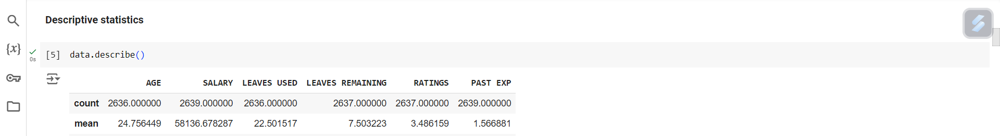 Descriptive statistics
{x}
0s
[5] data.describe()
AGE SALARY LEAVES USED LEAVES REMAINING RATINGS PAST EXP
count 2636.000000 2639.000000 2636.000000 2637.000000 2637.000000 2639.000000
mean 24.756449 58136.678287 22.501517 7.503223 3.486159 1.566881